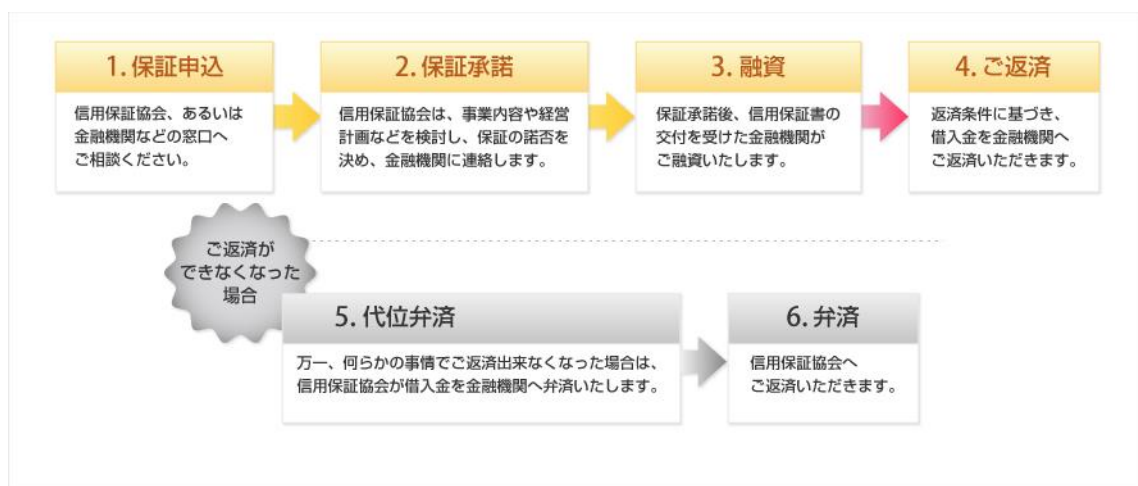 1. 保証申込
信用保証協会、あるいは
金融機関などの窓口へ
ご相談ください。
2. 保証承諾
信用保証協会は、事業内容や経営
計画などを検討し、保証の諾否を
決め、金融機関に連絡します。
3. 融資
保証承諾後、信用保証書の
交付を受けた金融機関が
ご融資いたします。
4. ご返済
返済条件に基づき、
借入金を金融機関へ
ご返済いただきます。
ご返済が
できなくなった
場合
5. 代位弁済
万一、何らかの事情でご返済出来なくなった場合は、
信用保証協会が借入金を金融機関へ弁済いたします。
6. 弁済
信用保証協会へ
ご返済いただきます。